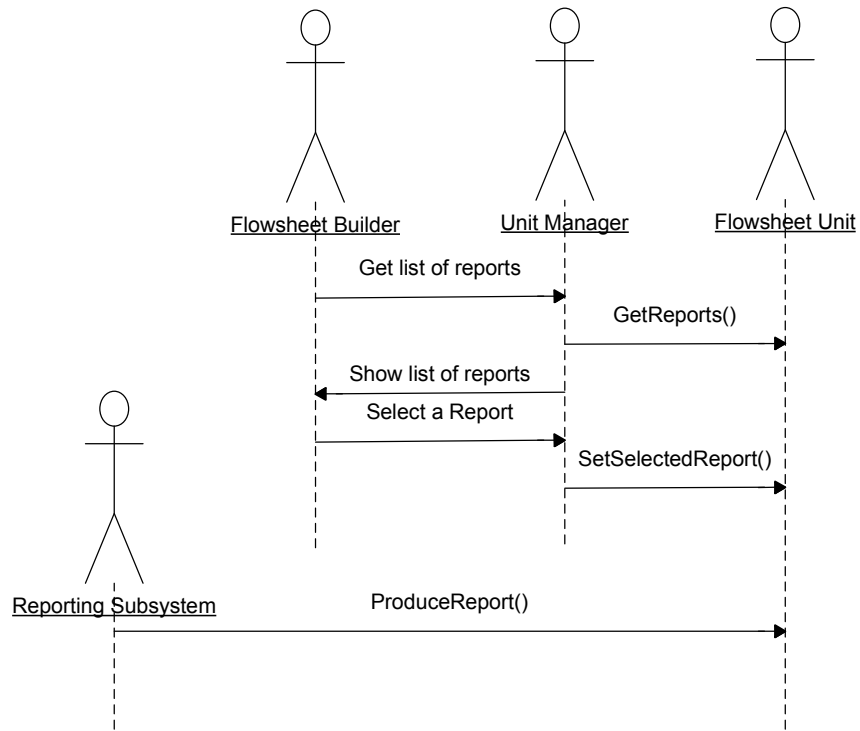 Flowsheet Builder
Unit Manager
Flowsheet Unit
Get list of reports
GetReports()
Show list of reports
Select a Report
SetSelectedReport()
Reporting Subsystem
ProduceReport()